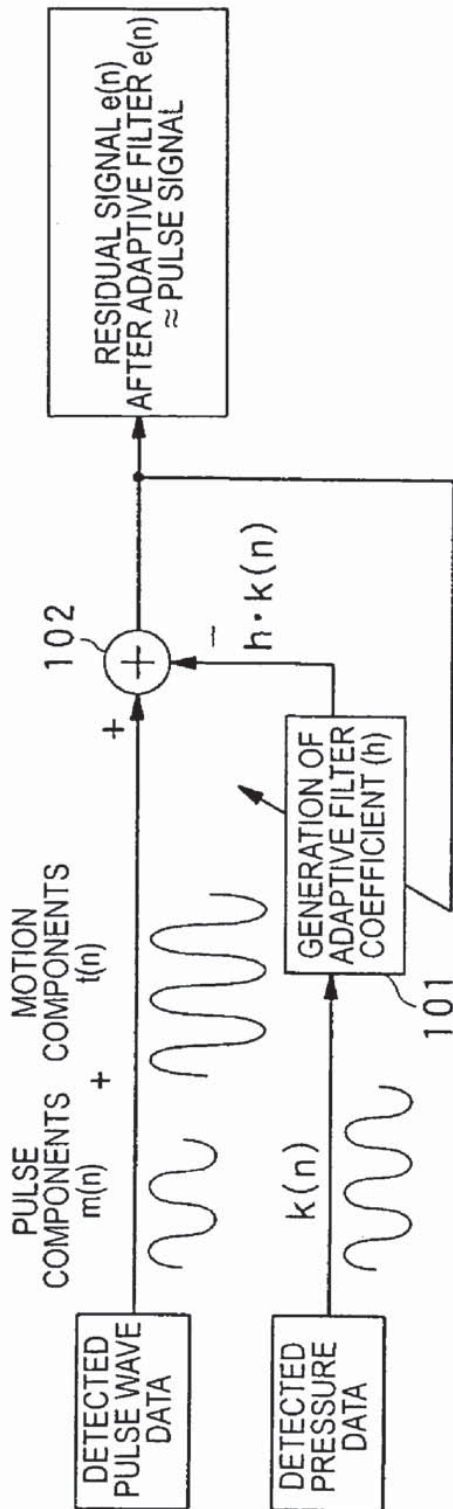 DETECTED
PULSE WAVE
DATA
PULSE
COMPONENTS
m(n)
+
MOTION
COMPONENTS
t(n)
+
102
+
RESIDUAL SIGNAL e(n)
AFTER ADAPTIVE FILTER e(n)
≈ PULSE SIGNAL
−
h・k(n)
DETECTED
PRESSURE
DATA
k(n)
GENERATION OF
ADAPTIVE FILTER
COEFFICIENT (h)
101